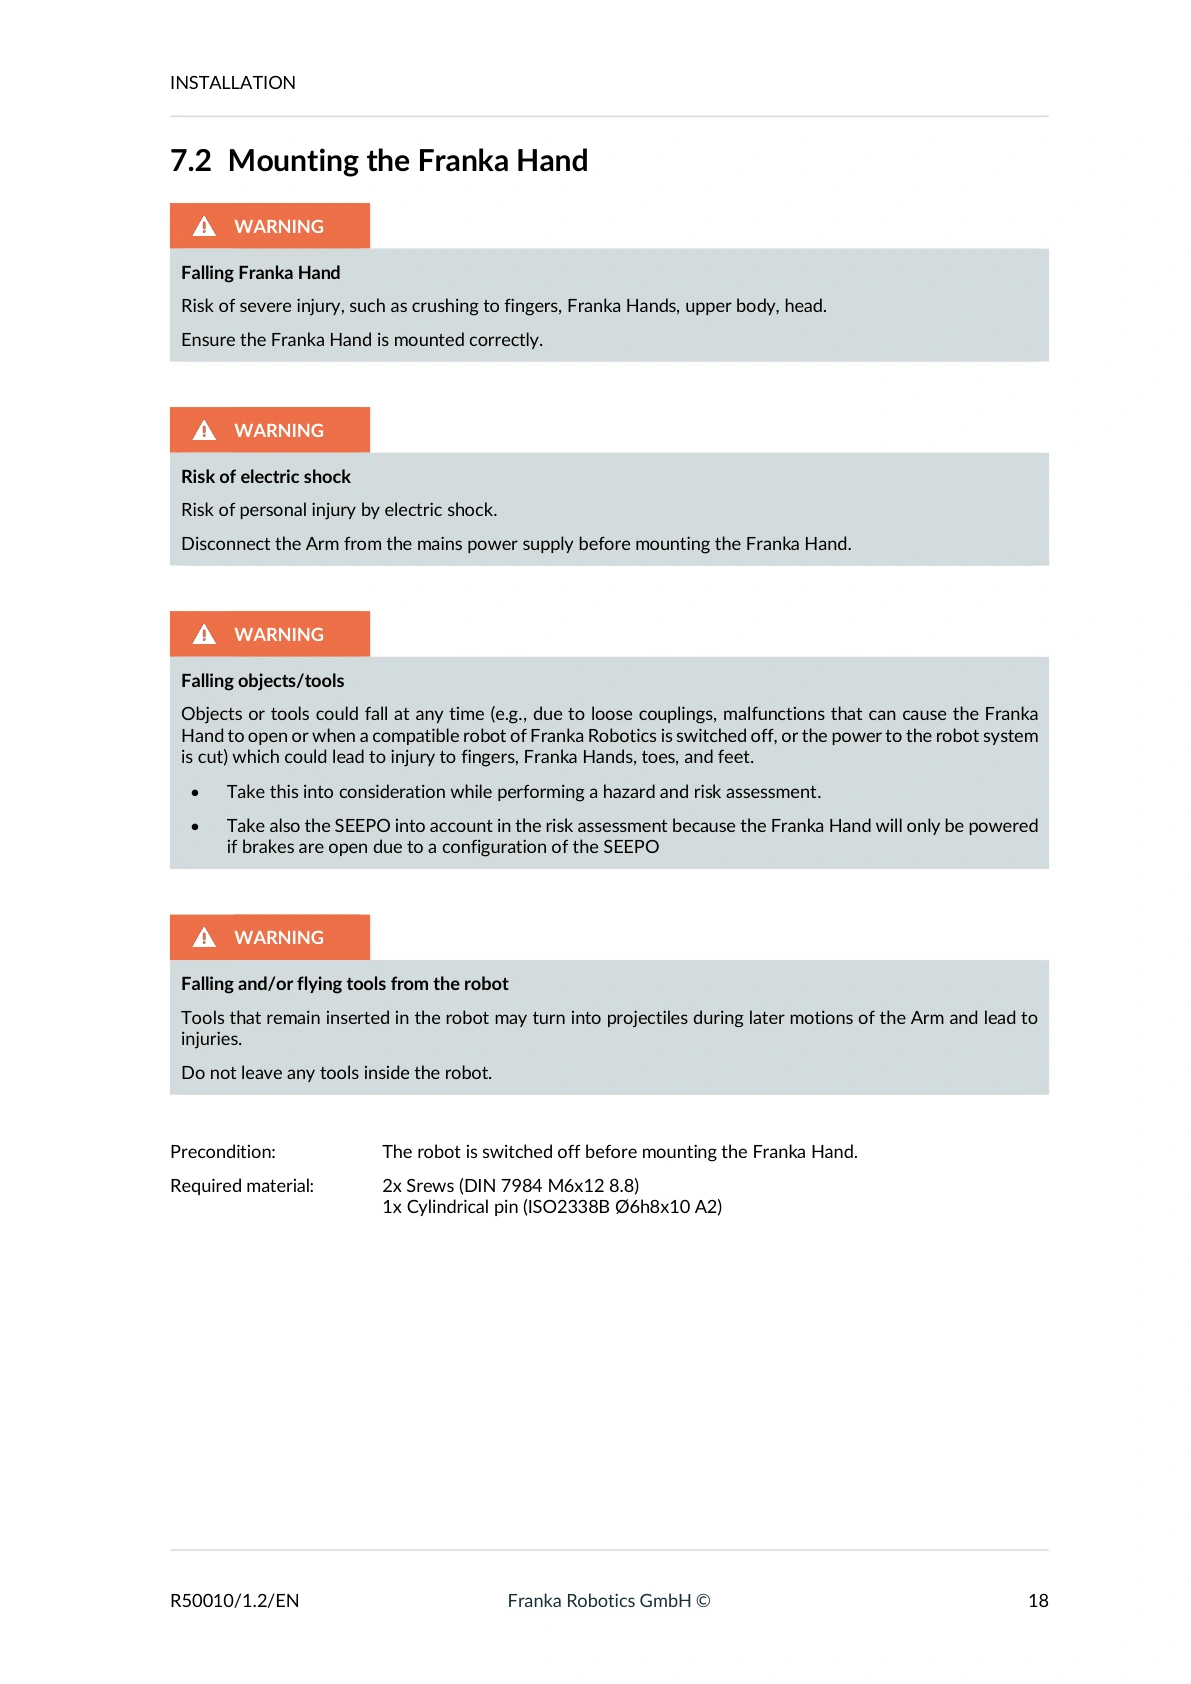 INSTALLATION
7.2 Mounting the Franka Hand
WARNING
Falling Franka Hand
Risk of severe injury, such as crushing to fingers, Franka Hands, upper body, head.
Ensure the Franka Hand is mounted correctly.
WARNING
Risk of electric shock
Risk of personal injury by electric shock.
Disconnect the Arm from the mains power supply before mounting the Franka Hand.
WARNING
Falling objects/tools
Objects or tools could fall at any time (e.g., due to loose couplings, malfunctions that can cause the Franka
Hand to open or when a compatible robot of Franka Robotics is switched off, or the power to the robot system
is cut) which could lead to injury to fingers, Franka Hands, toes, and feet.
• Take this into consideration while performing a hazard and risk assessment.
• Take also the SEEPO into account in the risk assessment because the Franka Hand will only be powered
if brakes are open due to a configuration of the SEEPO
WARNING
Falling and/or flying tools from the robot
Tools that remain inserted in the robot may turn into projectiles during later motions of the Arm and lead to
injuries.
Do not leave any tools inside the robot.
Precondition: The robot is switched off before mounting the Franka Hand.
Required material: 2x Srews (DIN 7984 M6x12 8.8)
1x Cylindrical pin (ISO2338B Ø6h8x10 A2)
R50010/1.2/EN Franka Robotics GmbH © 18